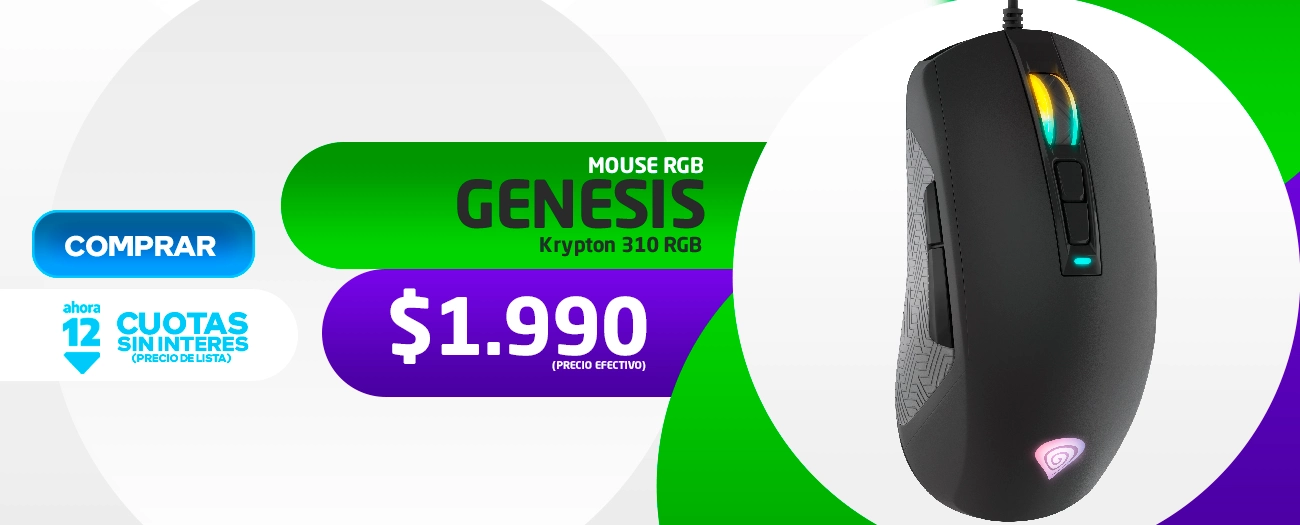 MOUSE RGB
GENESIS
Krypton 310 RGB
COMPRAR
$1.990
(PRECIO EFECTIVO)
ahora
12
CUOTAS
SIN INTERES
(PRECIO DE LISTA)